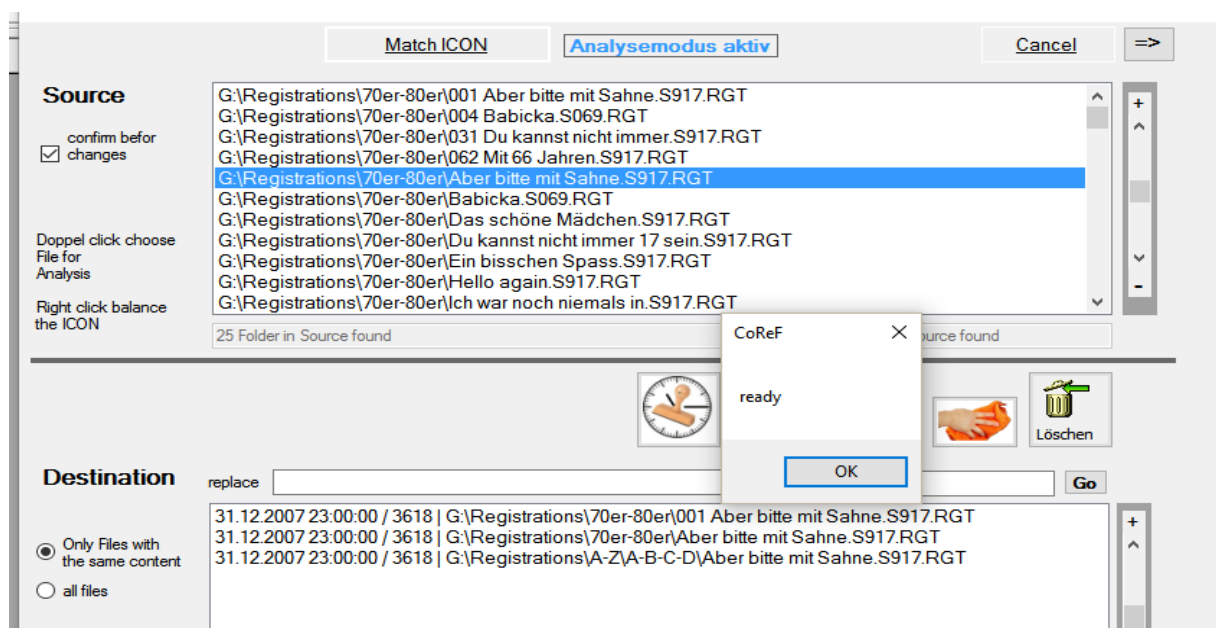 Match ICON
Analysemodus aktiv
Cancel
=>
Source
confirm befor
changes
Doppel click choose
File for
Analysis
Right click balance
the ICON
G:\Registrations\70er-80er\001 Aber bitte mit Sahne.S917.RGT
G:\Registrations\70er-80er\004 Babicka.S069.RGT
G:\Registrations\70er-80er\031 Du kannst nicht immer.S917.RGT
G:\Registrations\70er-80er\062 Mit 66 Jahren.S917.RGT
G:\Registrations\70er-80er\Aber bitte mit Sahne.S917.RGT
G:\Registrations\70er-80er\Babicka.S069.RGT
G:\Registrations\70er-80er\Das schöne Mädchen.S917.RGT
G:\Registrations\70er-80er\Du kannst nicht immer 17 sein.S917.RGT
G:\Registrations\70er-80er\Ein bisschen Spass.S917.RGT
G:\Registrations\70er-80er\Hello again.S917.RGT
G:\Registrations\70er-80er\Ich war noch niemals in.S917.RGT
+
-
25 Folder in Source found
found
CoReF
ready
OK
Löschen
Destination
replace
Go
Only Files with
the same content
all files
31.12.2007 23:00:00 / 3618 | G:\Registrations\70er-80er\001 Aber bitte mit Sahne.S917.RGT
31.12.2007 23:00:00 / 3618 | G:\Registrations\70er-80er\Aber bitte mit Sahne.S917.RGT
31.12.2007 23:00:00 / 3618 | G:\Registrations\A-Z\A-B-C-D\Aber bitte mit Sahne.S917.RGT
+